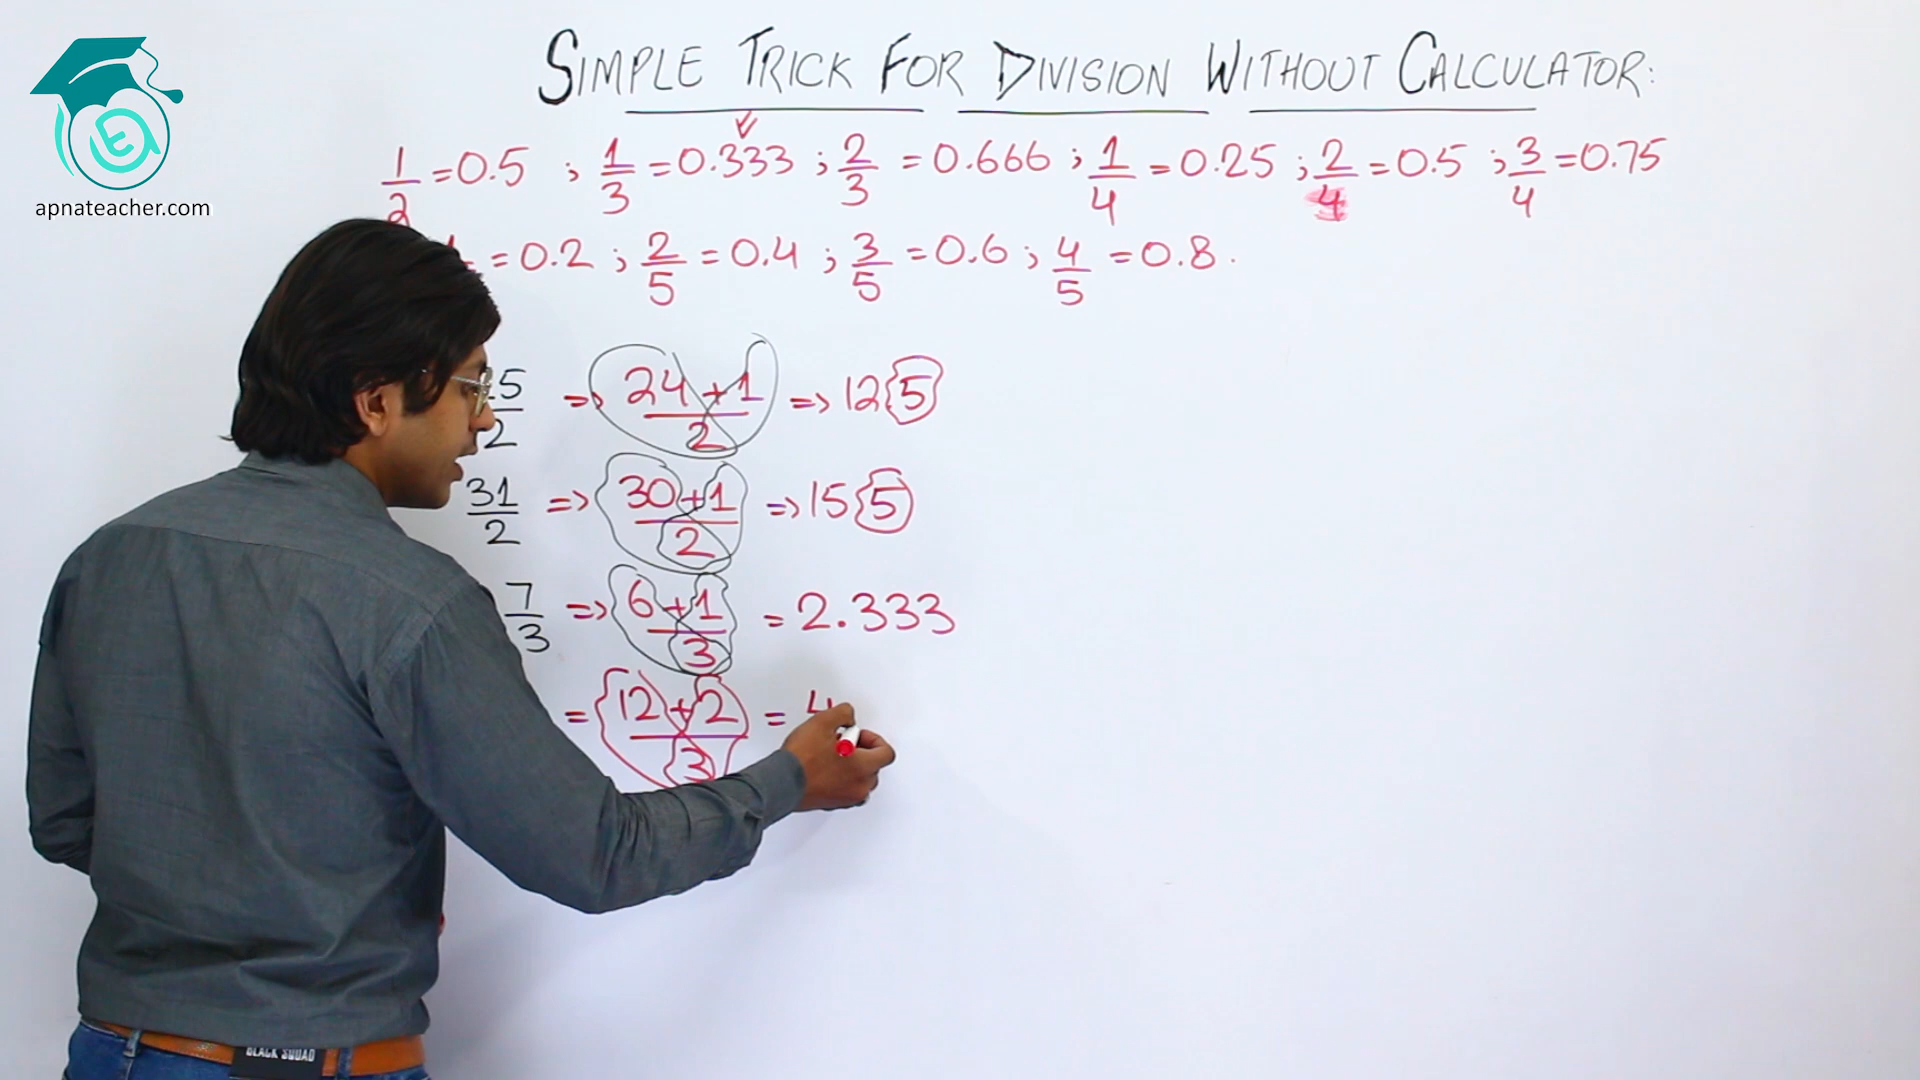 SIMPLE TRICK FOR DIVISION WITHOUT CALCULATOR:
apnateacher.com
1/2 = 0.5 ; 1/3 = 0.333 ; 2/3 = 0.666 ; 1/4 = 0.25 ; 2/4 = 0.5 ; 3/4 = 0.75
= 0.2 ; 2/5 = 0.4 ; 3/5 = 0.6 ; 4/5 = 0.8 .
5/2 => 24 + 1/2 => 12 5
31/2 => 30 + 1/2 => 15 5
7/3 => 6 + 1/3 = 2.333
= 12 + 2/3 = 4
BLACK SQUAD